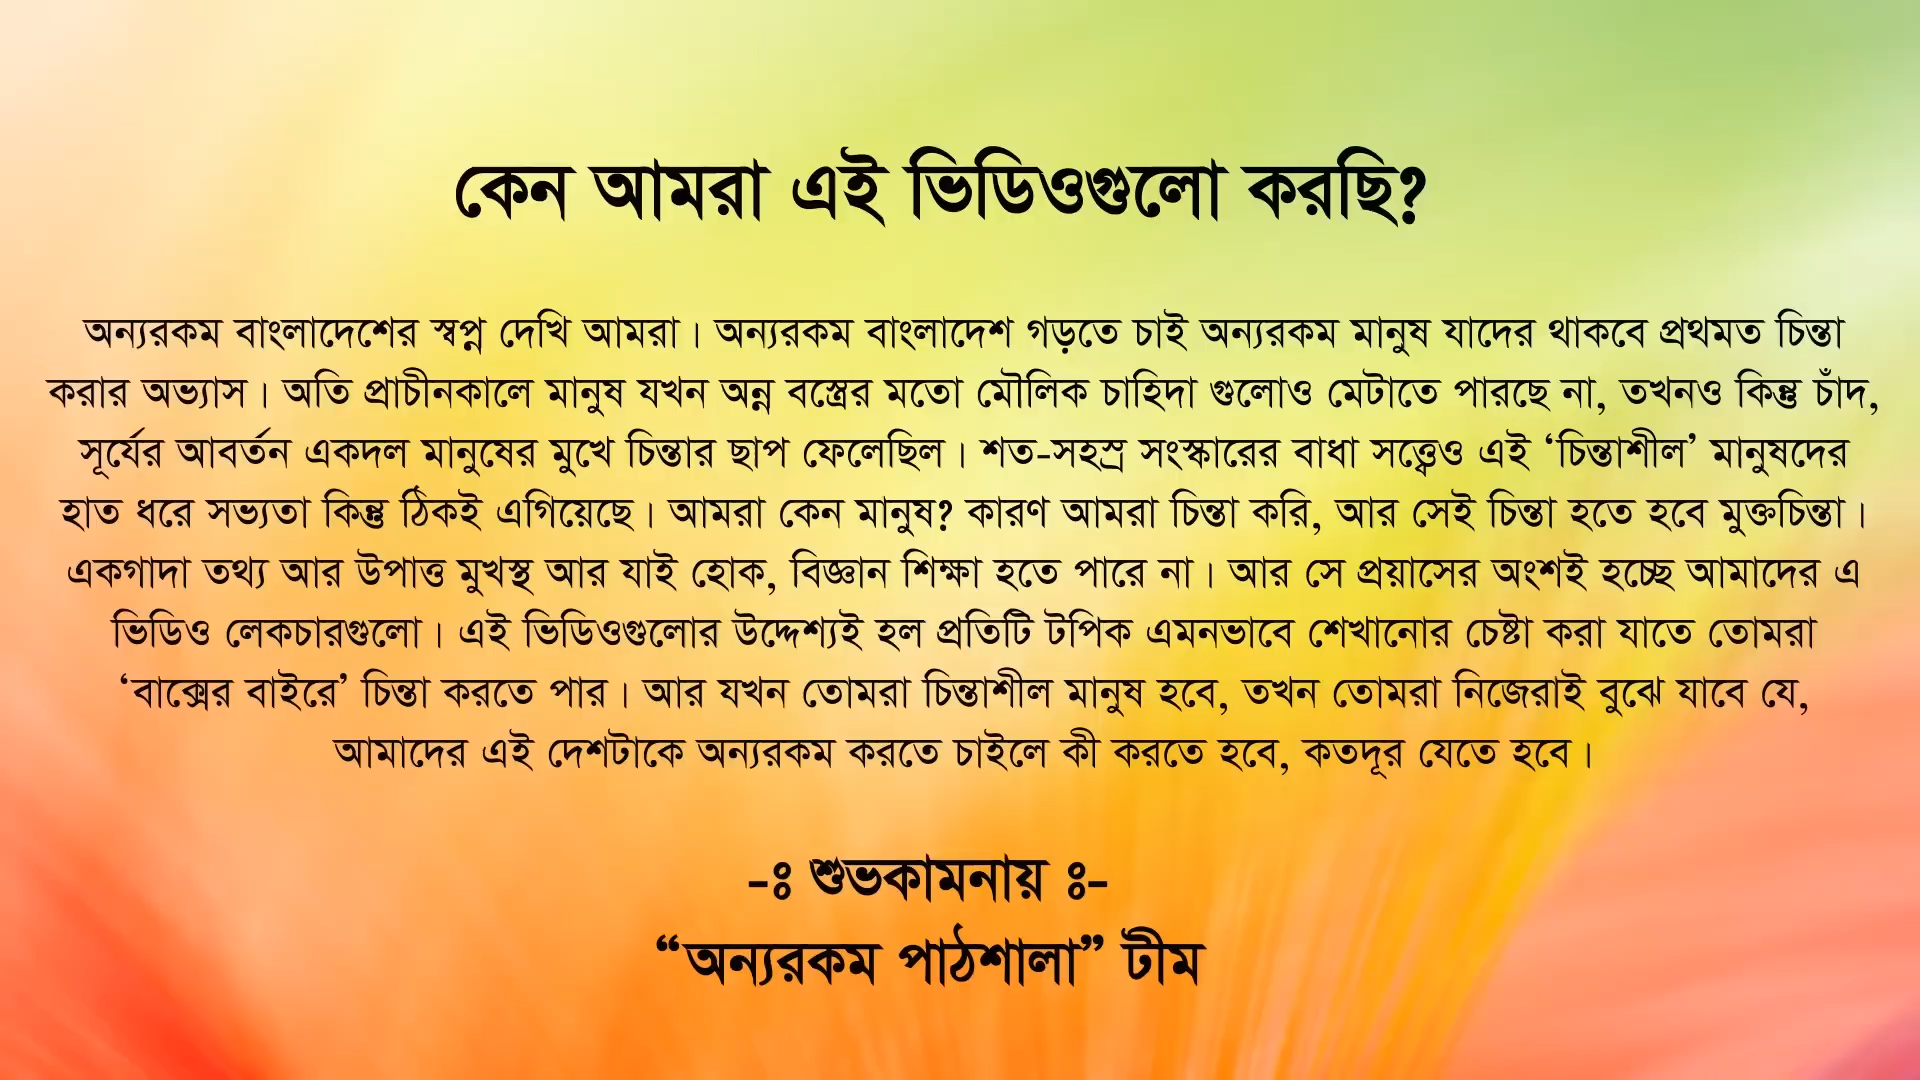 কেন আমরা এই ভিডিওগুলো করছি?
অন্যরকম বাংলাদেশের স্বপ্ন দেখি আমরা। অন্যরকম বাংলাদেশ গড়তে চাই অন্যরকম মানুষ যাদের থাকবে প্রথমত চিন্তা
করার অভ্যাস। অতি প্রাচীনকালে মানুষ যখন অন্ন বস্ত্রের মতো মৌলিক চাহিদা গুলোও মেটাতে পারছে না, তখনও কিন্তু চাঁদ,
সূর্যের আবর্তন একদল মানুষের মুখে চিন্তার ছাপ ফেলেছিল। শত-সহস্র সংস্কারের বাধা সত্ত্বেও এই ‘চিন্তাশীল’ মানুষদের
হাত ধরে সভ্যতা কিন্তু ঠিকই এগিয়েছে। আমরা কেন মানুষ? কারণ আমরা চিন্তা করি, আর সেই চিন্তা হতে হবে মুক্তচিন্তা।
একগাদা তথ্য আর উপাত্ত মুখস্থ আর যাই হোক, বিজ্ঞান শিক্ষা হতে পারে না। আর সে প্রয়াসের অংশই হচ্ছে আমাদের এ
ভিডিও লেকচারগুলো। এই ভিডিওগুলোর উদ্দেশ্যই হল প্রতিটি টপিক এমনভাবে শেখানোর চেষ্টা করা যাতে তোমরা
‘বাক্সের বাইরে’ চিন্তা করতে পার। আর যখন তোমরা চিন্তাশীল মানুষ হবে, তখন তোমরা নিজেরাই বুঝে যাবে যে,
আমাদের এই দেশটাকে অন্যরকম করতে চাইলে কী করতে হবে, কতদূর যেতে হবে।
-ঃ শুভকামনায় ঃ-
“অন্যরকম পাঠশালা” টীম